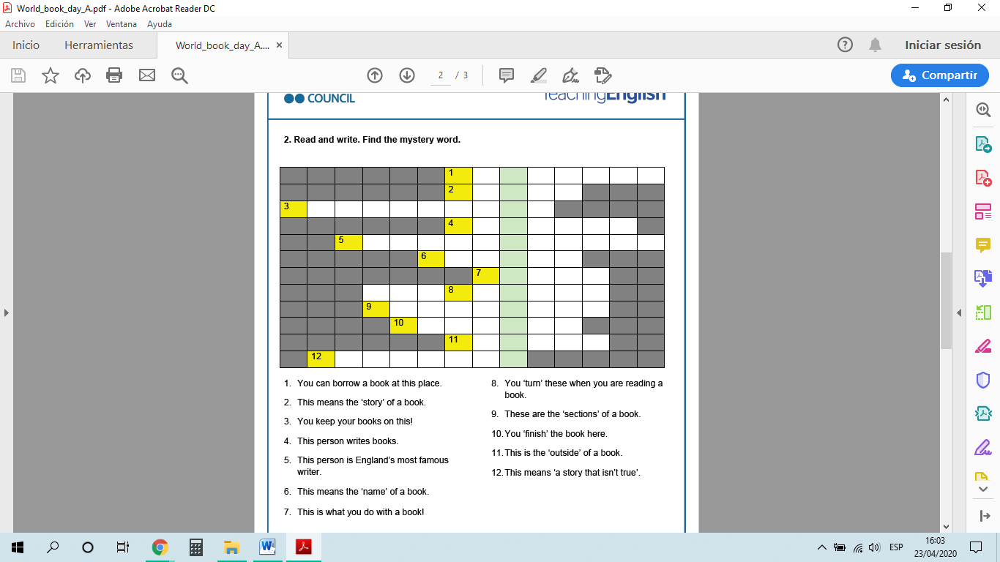 World_book_day_A.pdf - Adobe Acrobat Reader DC
Archivo Edición Ver Ventana Ayuda
Inicio Herramientas World_book_day_A.... × Iniciar sesión
2 / 3 Compartir
COUNCIL TeachingEnglish
2. Read and write. Find the mystery word.
1
2
3
4
5
6
7
8
9
10
11
12
1. You can borrow a book at this place.
2. This means the ‘story’ of a book.
3. You keep your books on this!
4. This person writes books.
5. This person is England’s most famous
writer.
6. This means the ‘name’ of a book.
7. This is what you do with a book!
8. You ‘turn’ these when you are reading a
book.
9. These are the ‘sections’ of a book.
10. You ‘finish’ the book here.
11. This is the ‘outside’ of a book.
12. This means ‘a story that isn’t true’.
ESP
16:03
23/04/2020